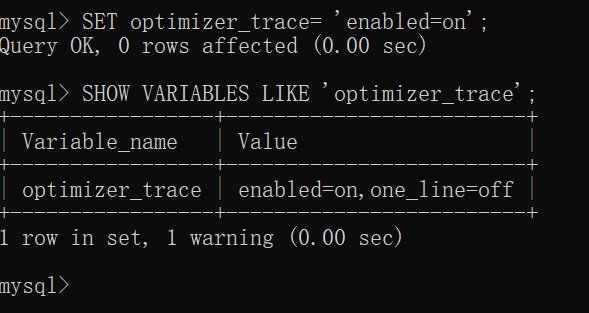 mysql> SET optimizer_trace= 'enabled=on';
Query OK, 0 rows affected (0.00 sec)
mysql> SHOW VARIABLES LIKE 'optimizer_trace';
+-----------------+--------------------------+
| Variable_name   | Value                    |
+-----------------+--------------------------+
| optimizer_trace | enabled=on,one_line=off |
+-----------------+--------------------------+
1 row in set, 1 warning (0.00 sec)
mysql>